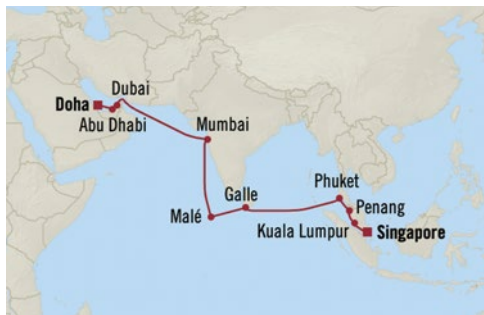 Dubai
Doha
Abu Dhabi
Mumbai
Galle
Malé
Phuket
Penang
Kuala Lumpur
Singapore